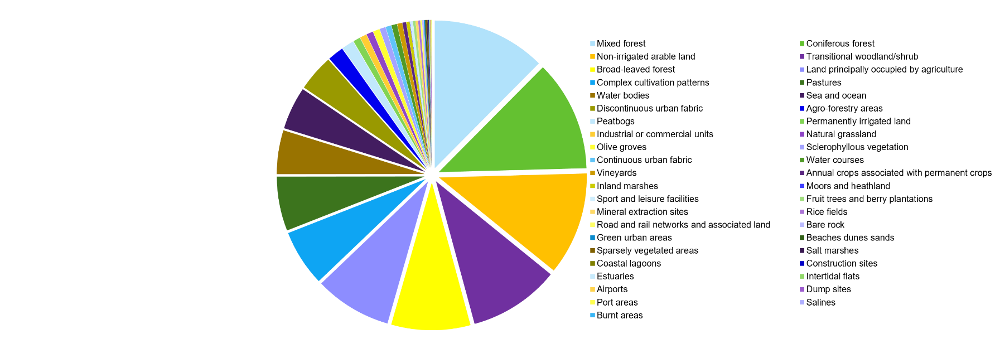 Mixed forest
Coniferous forest
Non-irrigated arable land
Transitional woodland/shrub
Broad-leaved forest
Land principally occupied by agriculture
Complex cultivation patterns
Pastures
Water bodies
Sea and ocean
Discontinuous urban fabric
Agro-forestry areas
Peatbogs
Permanently irrigated land
Industrial or commercial units
Natural grassland
Olive groves
Sclerophyllous vegetation
Continuous urban fabric
Water courses
Vineyards
Annual crops associated with permanent crops
Inland marshes
Moors and heathland
Sport and leisure facilities
Fruit trees and berry plantations
Mineral extraction sites
Rice fields
Road and rail networks and associated land
Bare rock
Green urban areas
Beaches dunes sands
Sparsely vegetated areas
Salt marshes
Coastal lagoons
Construction sites
Estuaries
Intertidal flats
Airports
Dump sites
Port areas
Salines
Burnt areas